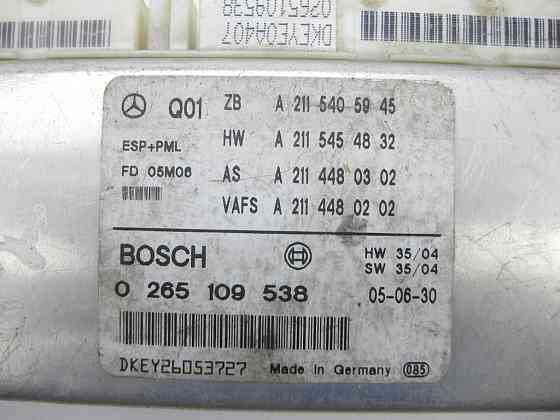 0265109538
DKEYE0A407
Q01 ZB A 211 540 59 45
ESP+PML HW A 211 545 48 32
FD 05M06 AS A 211 448 03 02
VAFS A 211 448 02 02
BOSCH HW 35/04
SW 35/04
0 265 109 538 05-06-30
DKEY26053727 Made in Germany 085